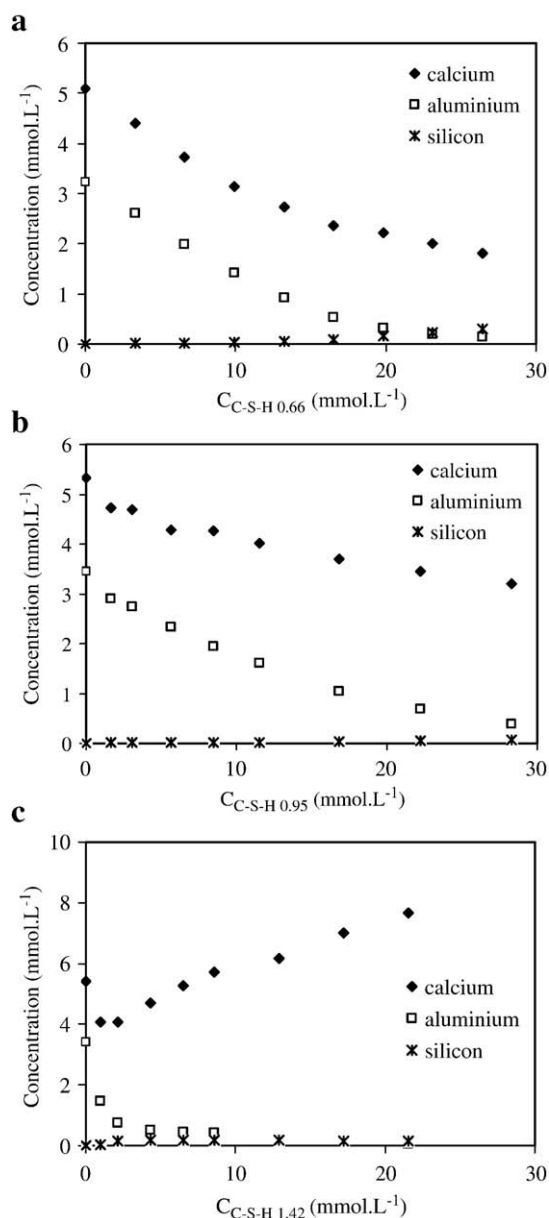 a
6
5
4
3
2
1
0
Concentration (mmol.L-1)
calcium
aluminium
silicon
0 10 20 30
CC-S-H 0.66 (mmol.L-1)
b
6
5
4
3
2
1
0
Concentration (mmol.L-1)
calcium
aluminium
silicon
0 10 20 30
CC-S-H 0.95 (mmol.L-1)
c
10
8
6
4
2
0
Concentration (mmol.L-1)
calcium
aluminium
silicon
0 10 20 30
CC-S-H 1.42 (mmol.L-1)